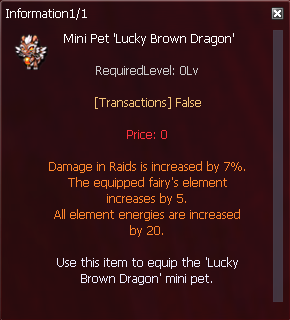 Information1/1
Mini Pet 'Lucky Brown Dragon'
RequiredLevel: 0Lv
[Transactions] False
Price: 0
Damage in Raids is increased by 7%.
The equipped fairy's element
increases by 5.
All element energies are increased
by 20.
Use this item to equip the 'Lucky
Brown Dragon' mini pet.